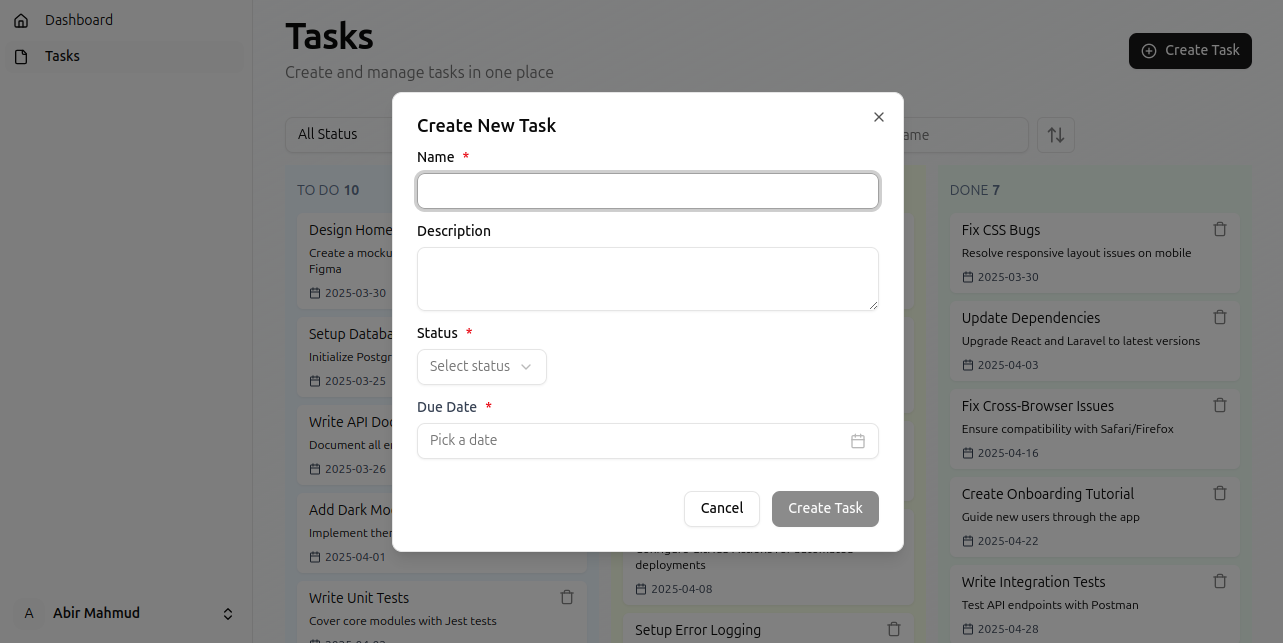 Dashboard
Tasks
Abir Mahmud
A
Tasks
Create and manage tasks in one place
Create Task
All Status
TO DO 10
Design Home
Create a
Figma
2025-03-30
Setup
Initialize
2025-03-25
Write API
Document all
2025-03-26
Add Dark
Implement
2025-04-01
Write Unit Tests
Cover core modules with Jest tests
deployments
2025-04-08
Setup Error Logging
DONE 7
Fix CSS Bugs
Resolve responsive layout issues on mobile
2025-03-30
Update Dependencies
Upgrade React and Laravel to latest versions
2025-04-03
Fix Cross-Browser Issues
Ensure compatibility with Safari/Firefox
2025-04-16
Create Onboarding Tutorial
Guide new users through the app
2025-04-22
Write Integration Tests
Test API endpoints with Postman
2025-04-28
Create New Task
Name *
Description
Status *
Select status
Due Date *
Pick a date
Cancel
Create Task